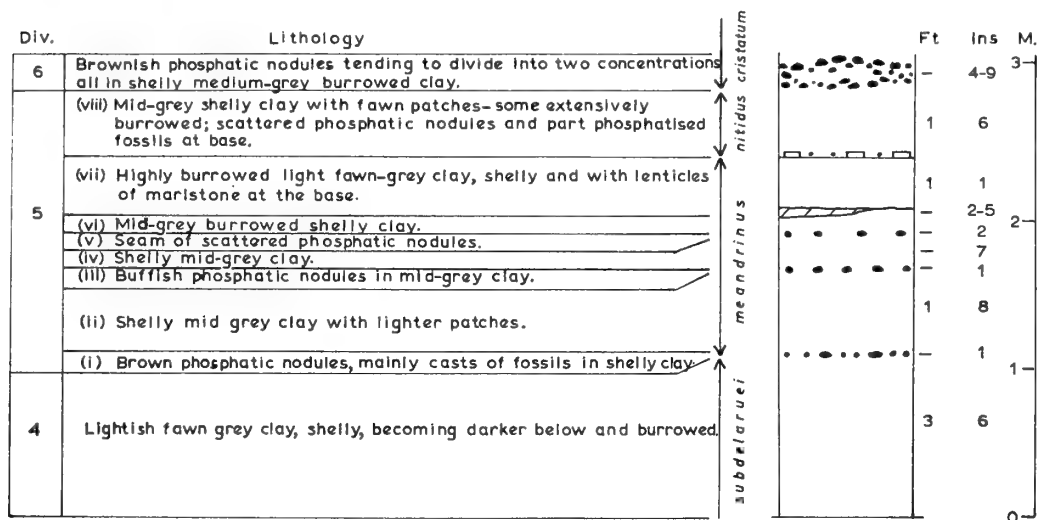 Div. Lithology Ft ins M.
6 Brownish phosphatic nodules tending to divide into two concentrations
all in shelly medium-grey burrowed clay.
cristatum
– 4-9
3
5
(viii) Mid-grey shelly clay with fawn patches-some extensively
burrowed; scattered phosphatic nodules and part phosphatised
fossils at base.
nitidus
1 6
(vii) Highly burrowed light fawn-grey clay, shelly and with lenticles
of marlstone at the base.
1 1
– 2-5
2
(vi) Mid-grey burrowed shelly clay.
– 2
(v) Seam of scattered phosphatic nodules.
– 7
(iv) Shelly mid-grey clay.
(iii) Buffish phosphatic nodules in mid-grey clay.
– 1
meandrinus
(ii) Shelly mid grey clay with lighter patches.
1 8
(i) Brown phosphatic nodules, mainly casts of fossils in shelly clay
– 1
1
4 Lightish fawn grey clay, shelly, becoming darker below and burrowed.
subdelaruei
3 6
0